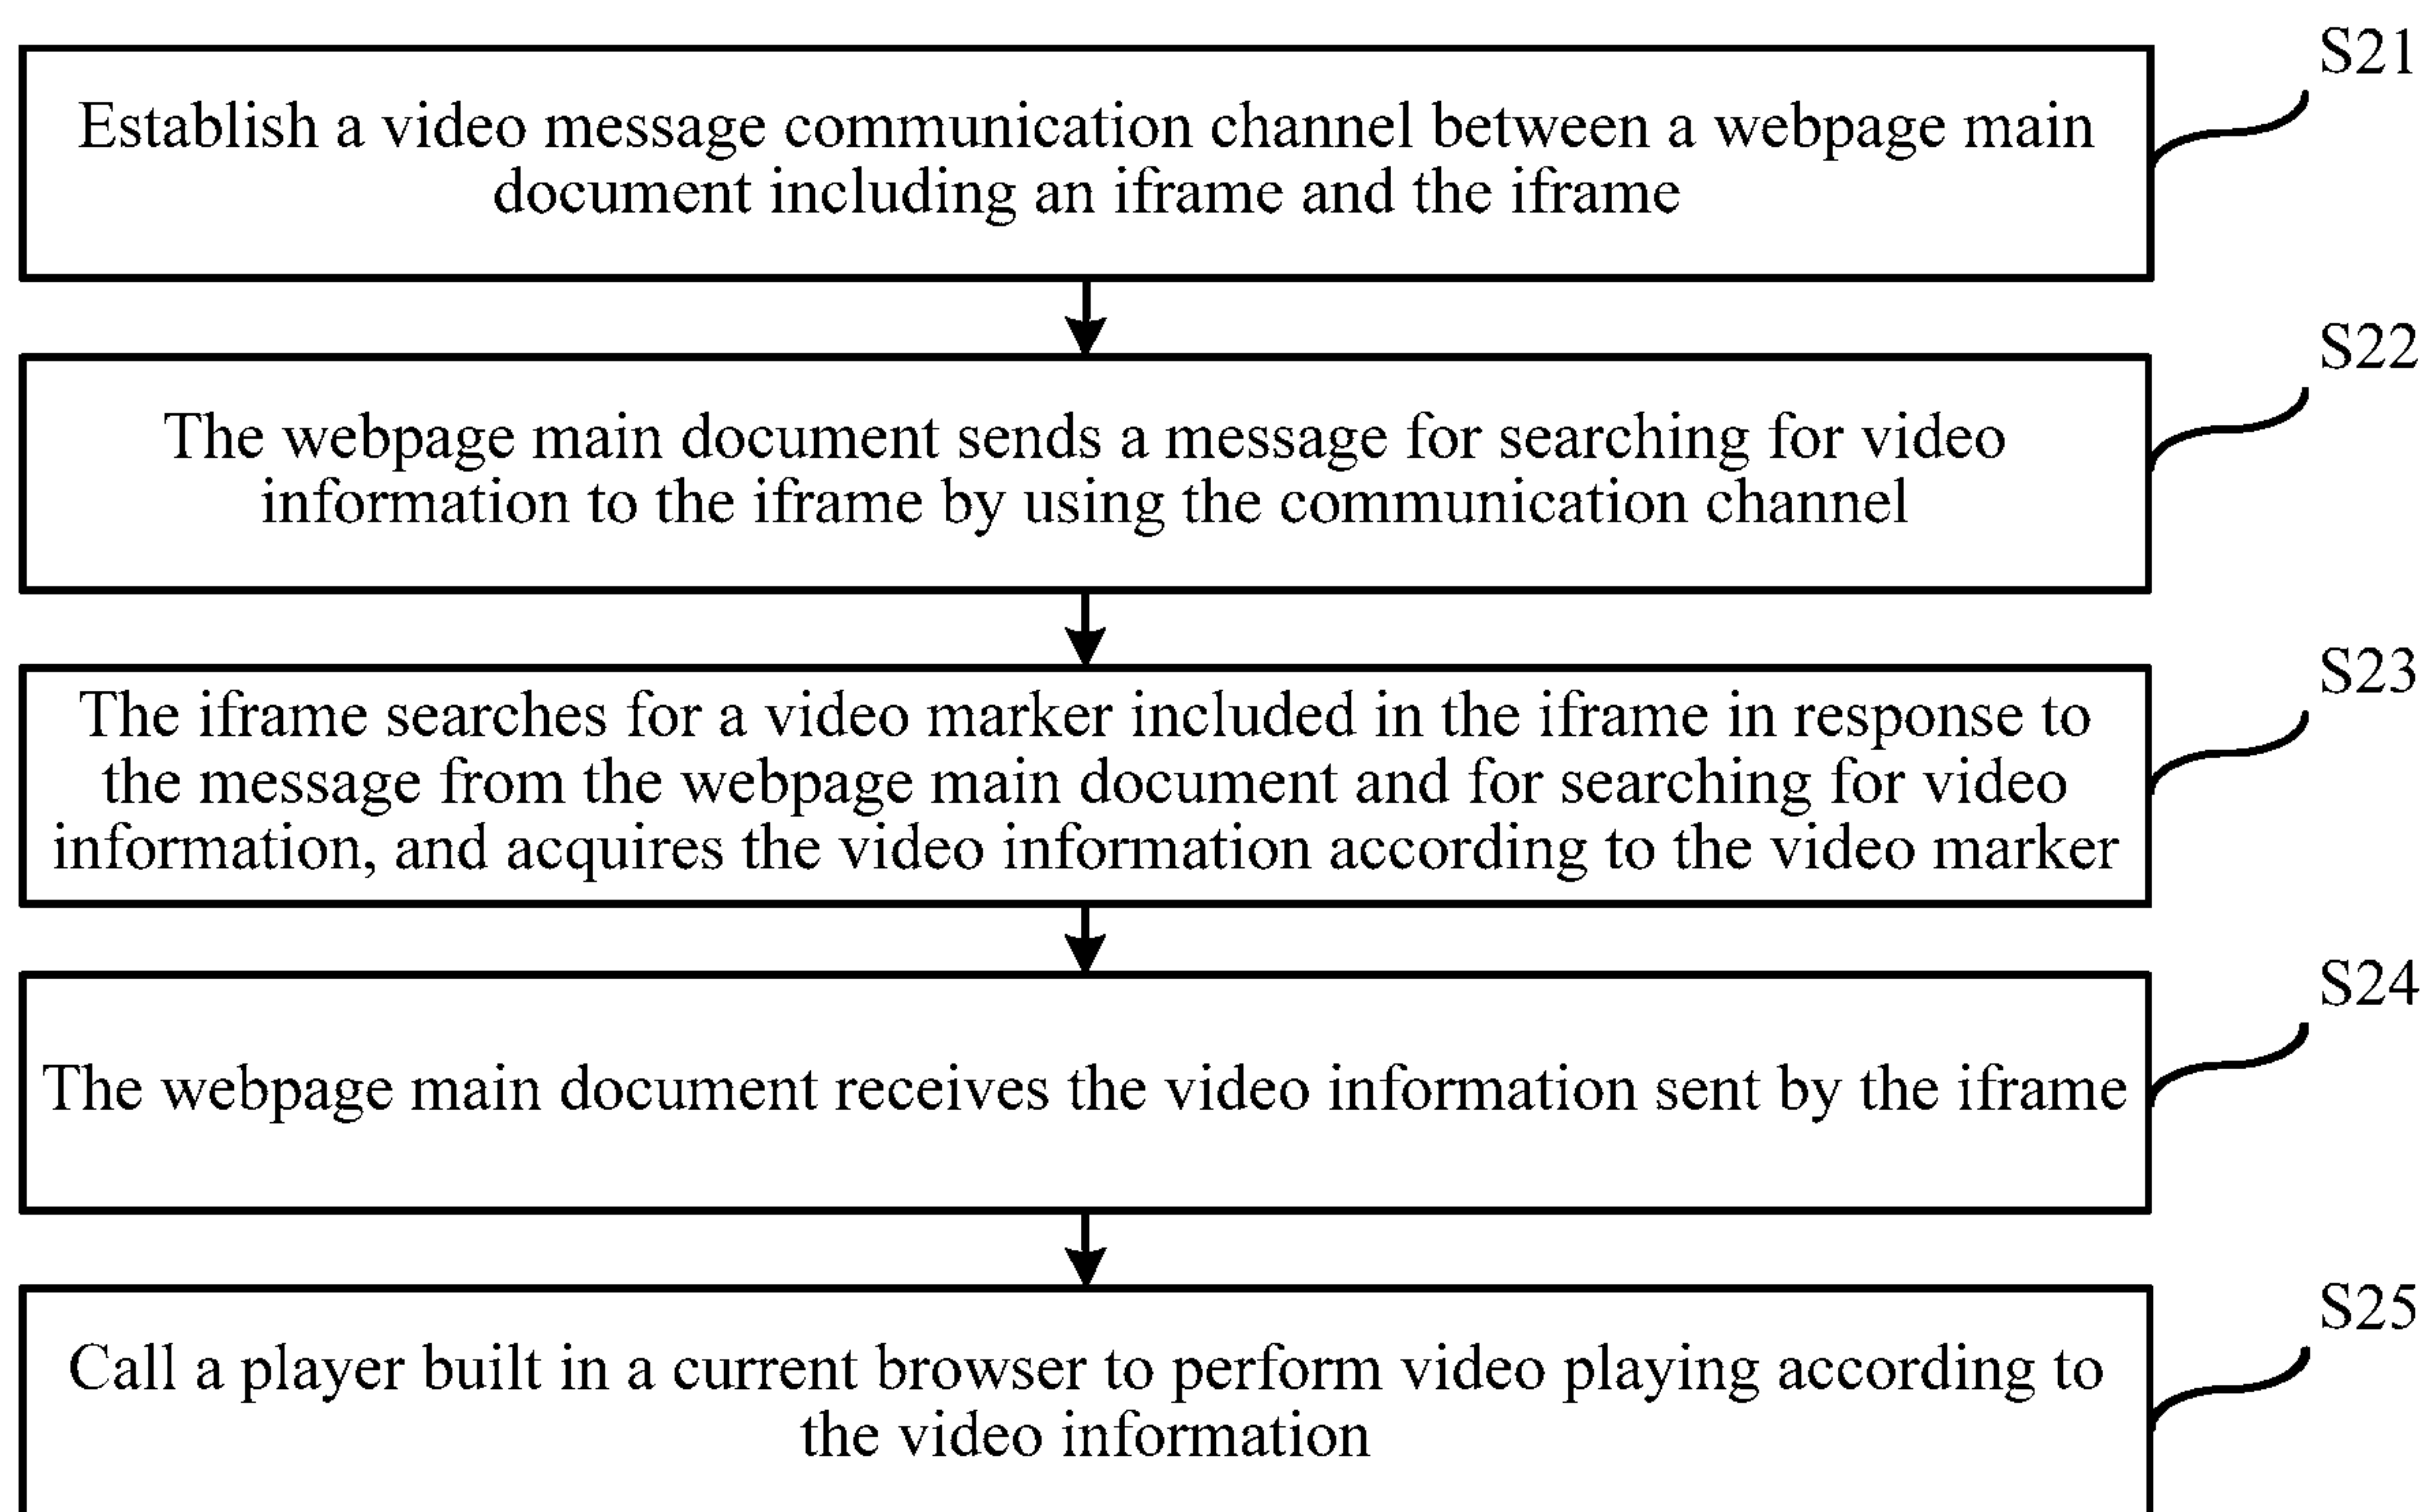 S21
Establish a video message communication channel between a webpage main
document including an iframe and the iframe
S22
The webpage main document sends a message for searching for video
information to the iframe by using the communication channel
S23
The iframe searches for a video marker included in the iframe in response to
the message from the webpage main document and for searching for video
information, and acquires the video information according to the video marker
S24
The webpage main document receives the video information sent by the iframe
S25
Call a player built in a current browser to perform video playing according to
the video information